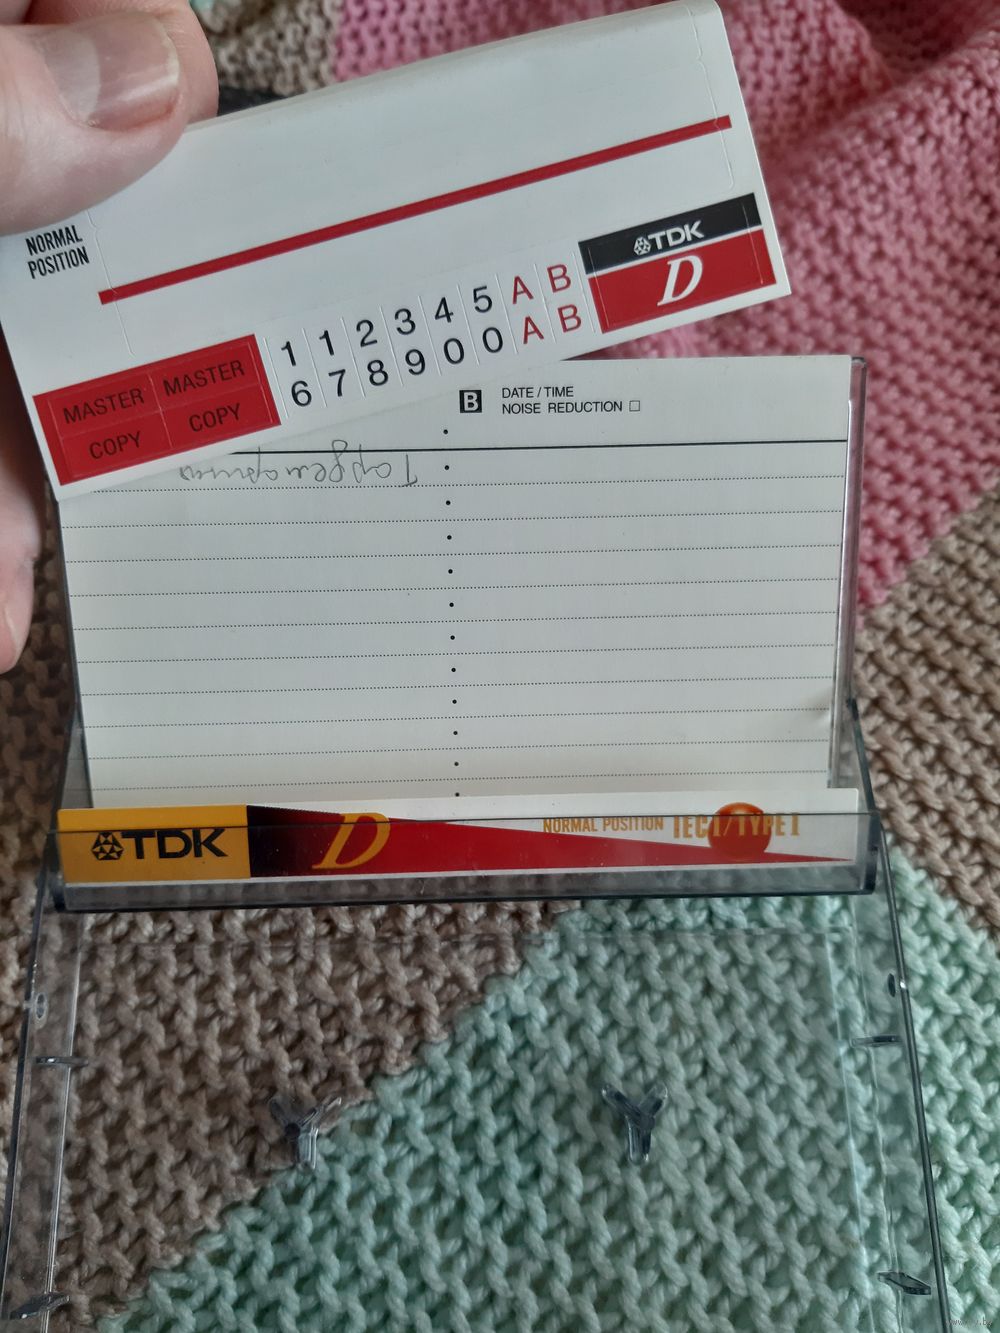 NORMAL
POSITION
TDK
D
1 1 2 3 4 5 A B
6 7 8 9 0 0 A B
MASTER MASTER
COPY COPY
B DATE / TIME
NOISE REDUCTION
TDK D NORMAL POSITION IECI/TYPE I